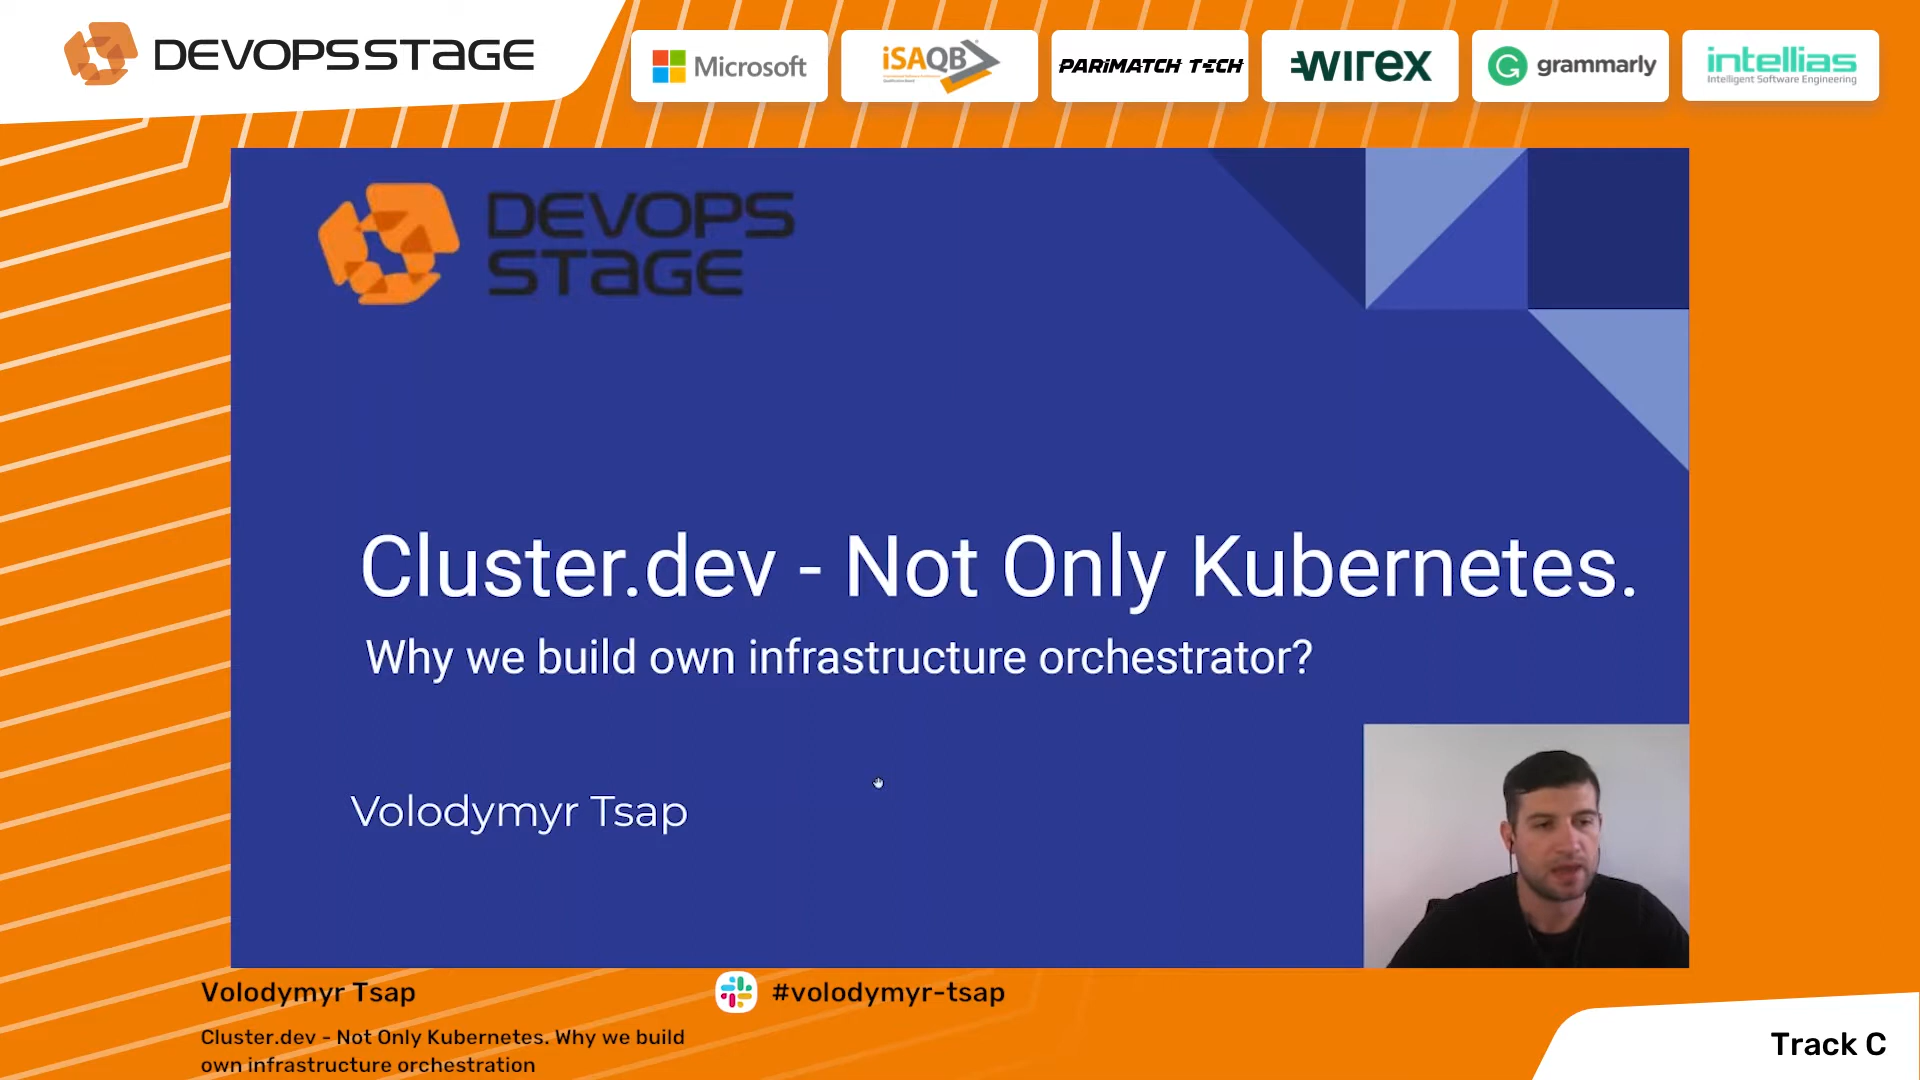 DEVOPSSTAGE
Microsoft
iSAQB
PARIMATCH TECH
wirex
grammarly
intellias
Intelligent Software Engineering
DEVOPS
STAGE
Cluster.dev - Not Only Kubernetes.
Why we build own infrastructure orchestrator?
Volodymyr Tsap
Volodymyr Tsap
#volodymyr-tsap
Cluster.dev - Not Only Kubernetes. Why we build
own infrastructure orchestration
Track C